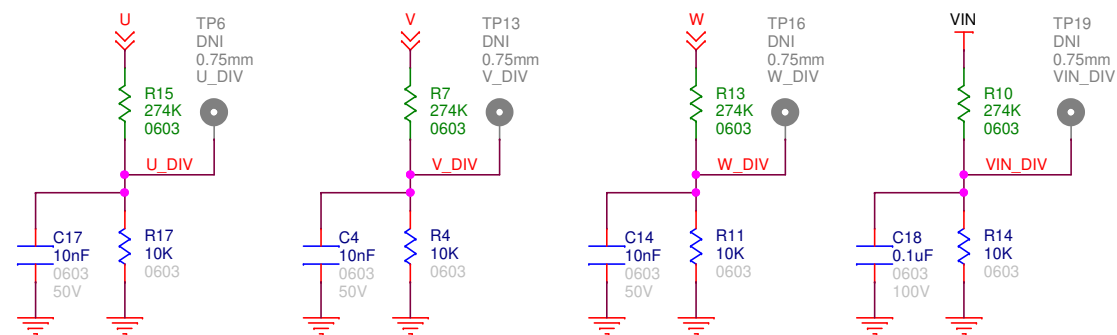 U
TP6
DNI
0.75mm
U_DIV
R15
274K
0603
U_DIV
C17
10nF
0603
50V
R17
10K
0603
V
TP13
DNI
0.75mm
V_DIV
R7
274K
0603
V_DIV
C4
10nF
0603
50V
R4
10K
0603
W
TP16
DNI
0.75mm
W_DIV
R13
274K
0603
W_DIV
C14
10nF
0603
50V
R11
10K
0603
VIN
TP19
DNI
0.75mm
VIN_DIV
R10
274K
0603
VIN_DIV
C18
0.1uF
0603
100V
R14
10K
0603